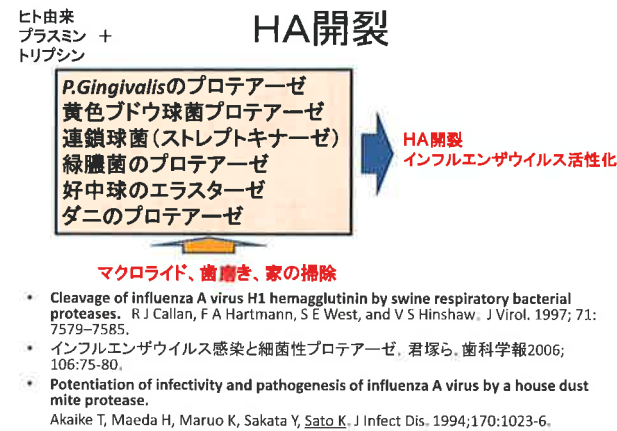 ヒト由来
プラスミン ＋
トリプシン
HA開裂
P.Gingivalisのプロテアーゼ
黄色ブドウ球菌プロテアーゼ
連鎖球菌（ストレプトキナーゼ）
緑膿菌のプロテアーゼ
好中球のエラスターゼ
ダニのプロテアーゼ
HA開裂
インフルエンザウイルス活性化
マクロライド、歯磨き、家の掃除
• Cleavage of influenza A virus H1 hemagglutinin by swine respiratory bacterial
proteases. R J Callan, F A Hartmann, S E West, and V S Hinshaw. J Virol. 1997; 71:
7579–7585.
• インフルエンザウイルス感染と細菌性プロテアーゼ. 君塚ら. 歯科学報2006;
106:75-80.
• Potentiation of infectivity and pathogenesis of influenza A virus by a house dust
mite protease.
Akaike T, Maeda H, Maruo K, Sakata Y, Sato K. J Infect Dis. 1994;170:1023-6.